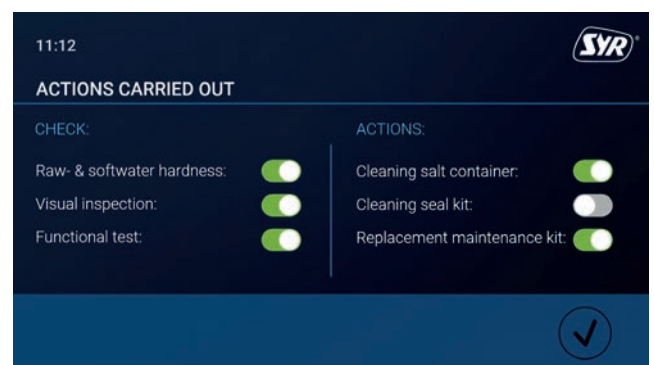 11:12
SYR
ACTIONS CARRIED OUT
CHECK:
Raw- & softwater hardness:
Visual inspection:
Functional test:
ACTIONS:
Cleaning salt container:
Cleaning seal kit:
Replacement maintenance kit: